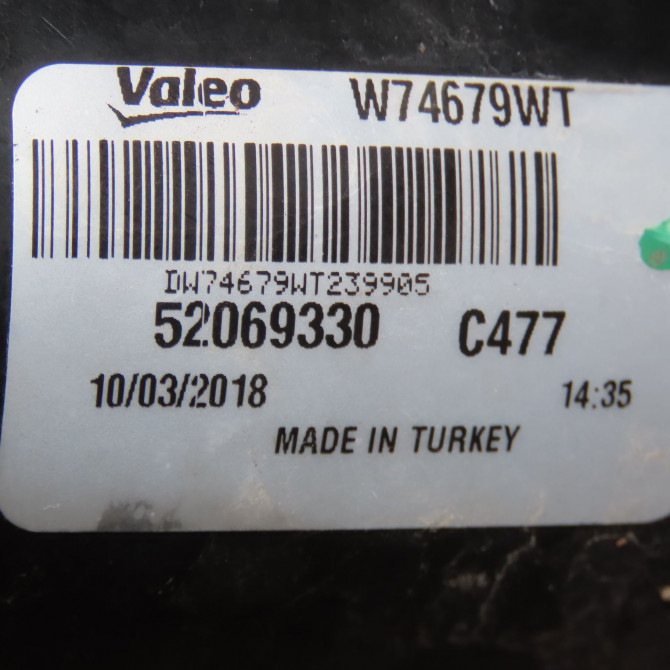 Valeo W74679WT
DW74679WT239905
52069330 C477
10/03/2018 14:35
MADE IN TURKEY